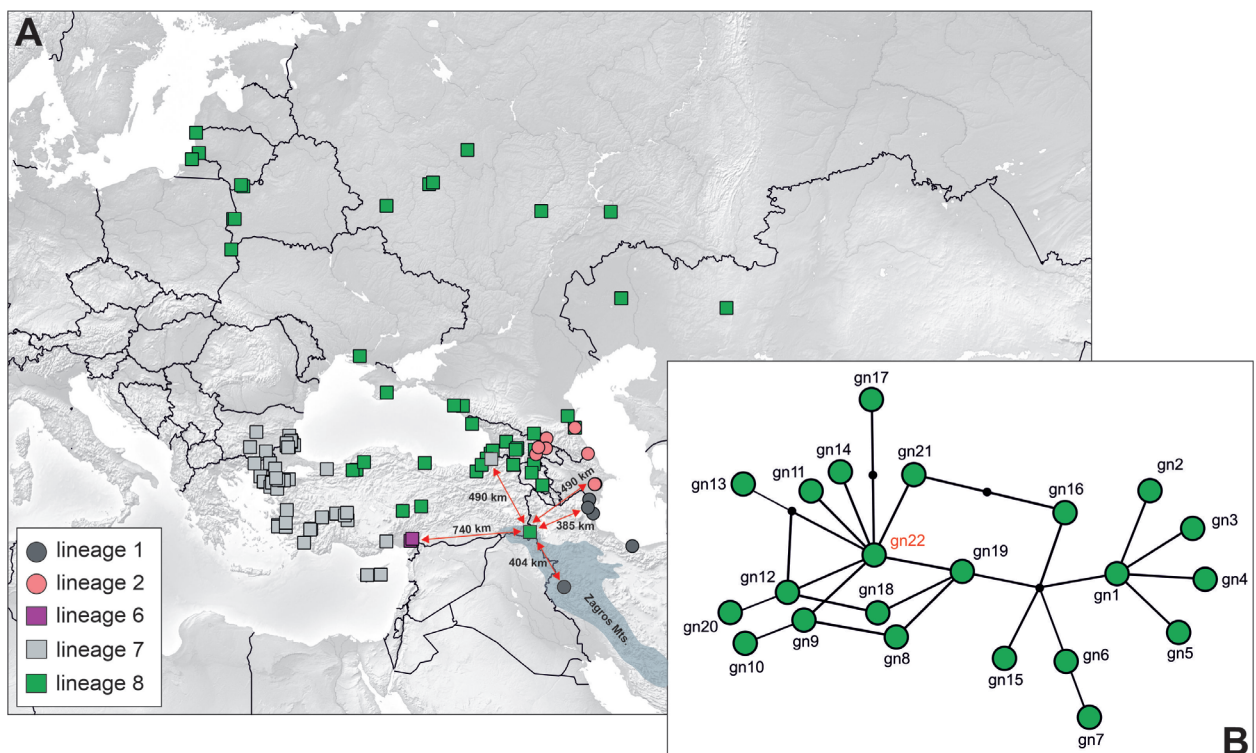 A
490 km
490 km
385 km
740 km
404 km
Zagros Mts.
lineage 1
lineage 2
lineage 6
lineage 7
lineage 8
gn17
gn14
gn21
gn11
gn13
gn2
gn16
gn3
gn22
gn19
gn4
gn12
gn18
gn1
gn20
gn9
gn8
gn5
gn10
gn15
gn6
gn7
B